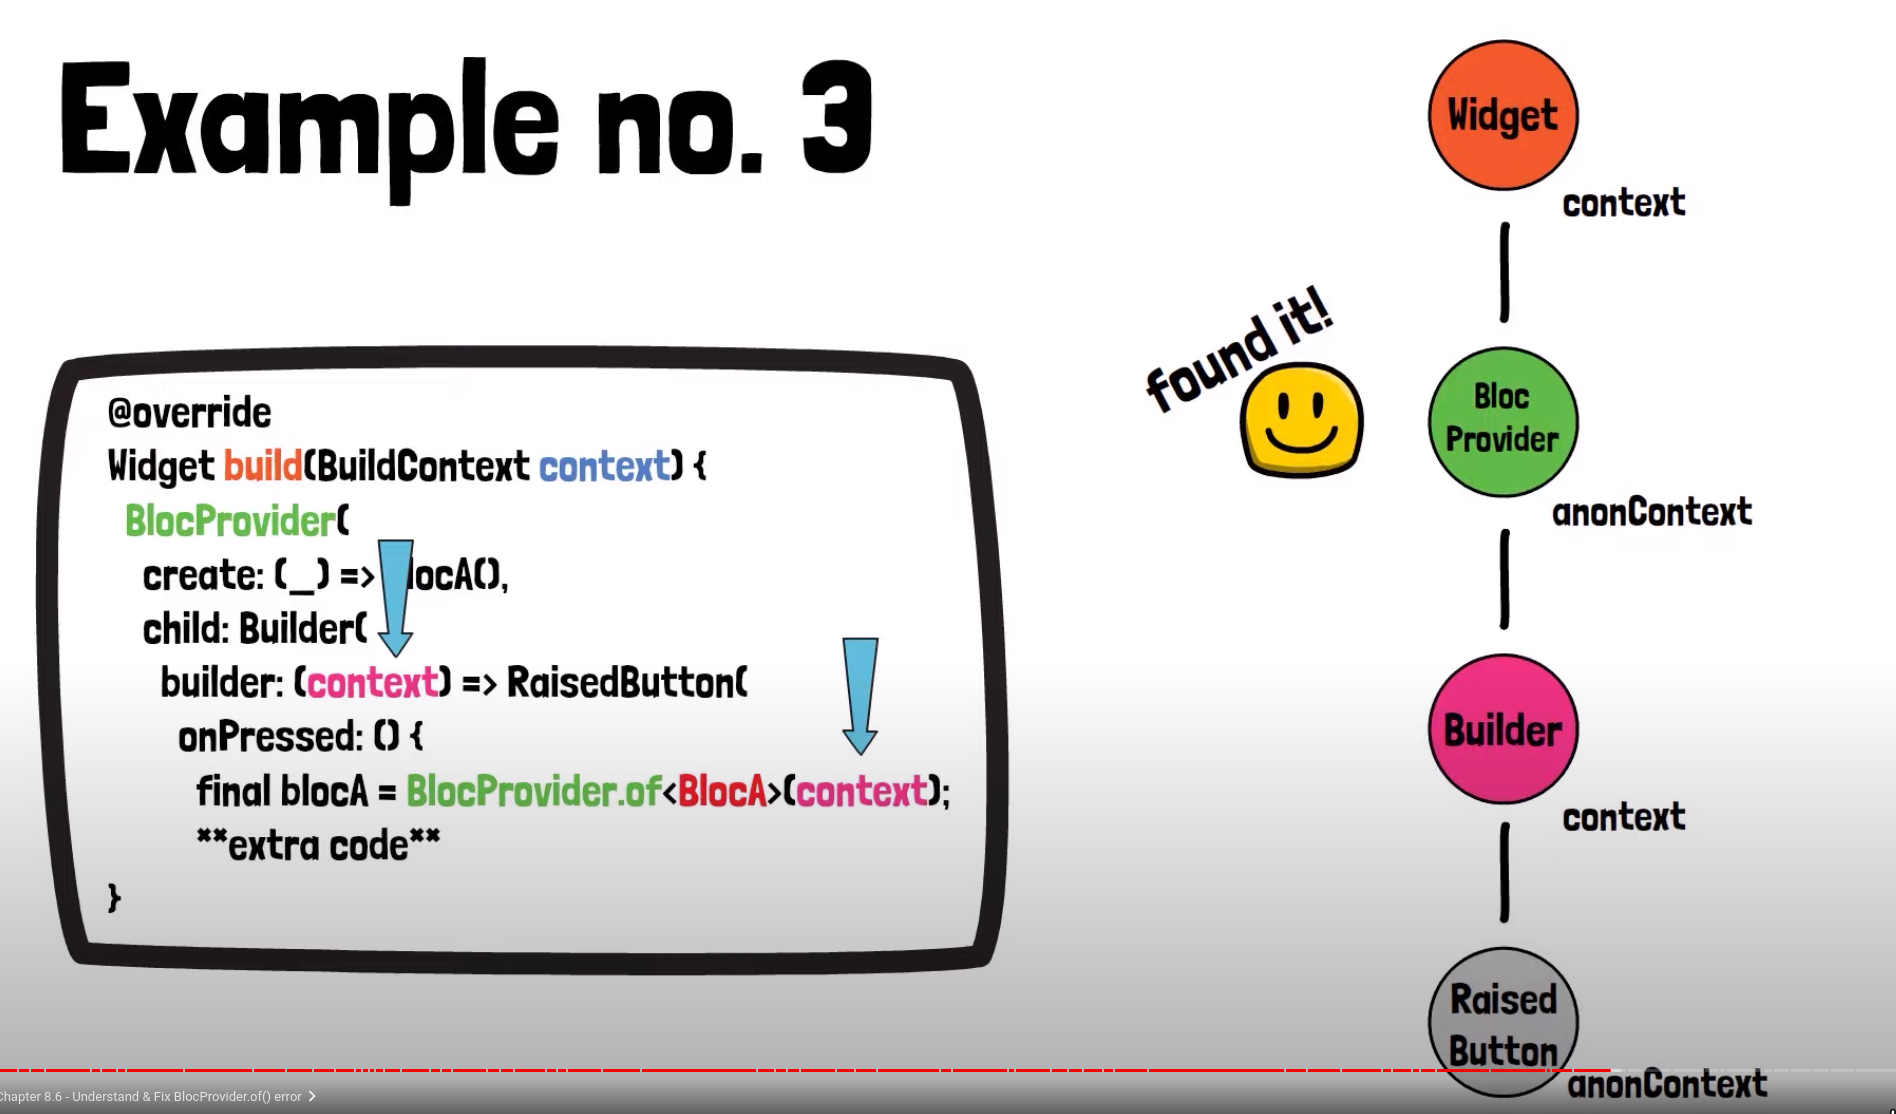 Example no. 3
@override
Widget build(BuildContext context) {
BlocProvider(
create: (_) => locA(),
child: Builder(
builder: (context) => RaisedButton(
onPressed: () {
final blocA = BlocProvider.of<BlocA>(context);
**extra code**
}
found it!
Widget
context
Bloc
Provider
anonContext
Builder
context
Raised
Button
anonContext
Chapter 8.6 - Understand & Fix BlocProvider.of() error